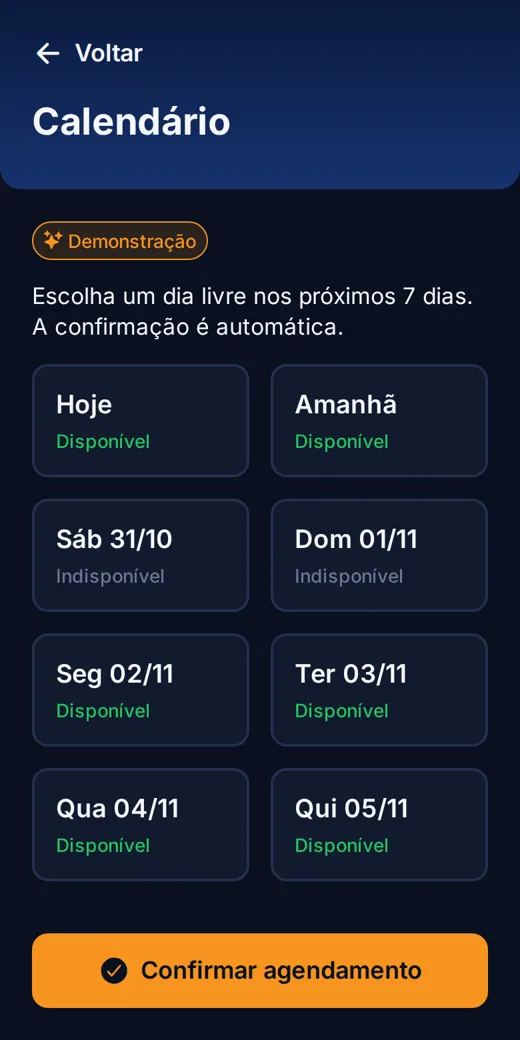 Voltar
Calendário
Demonstração
Escolha um dia livre nos próximos 7 dias.
A confirmação é automática.
Hoje
Disponível
Amanhã
Disponível
Sáb 31/10
Indisponível
Dom 01/11
Indisponível
Seg 02/11
Disponível
Ter 03/11
Disponível
Qua 04/11
Disponível
Qui 05/11
Disponível
Confirmar agendamento